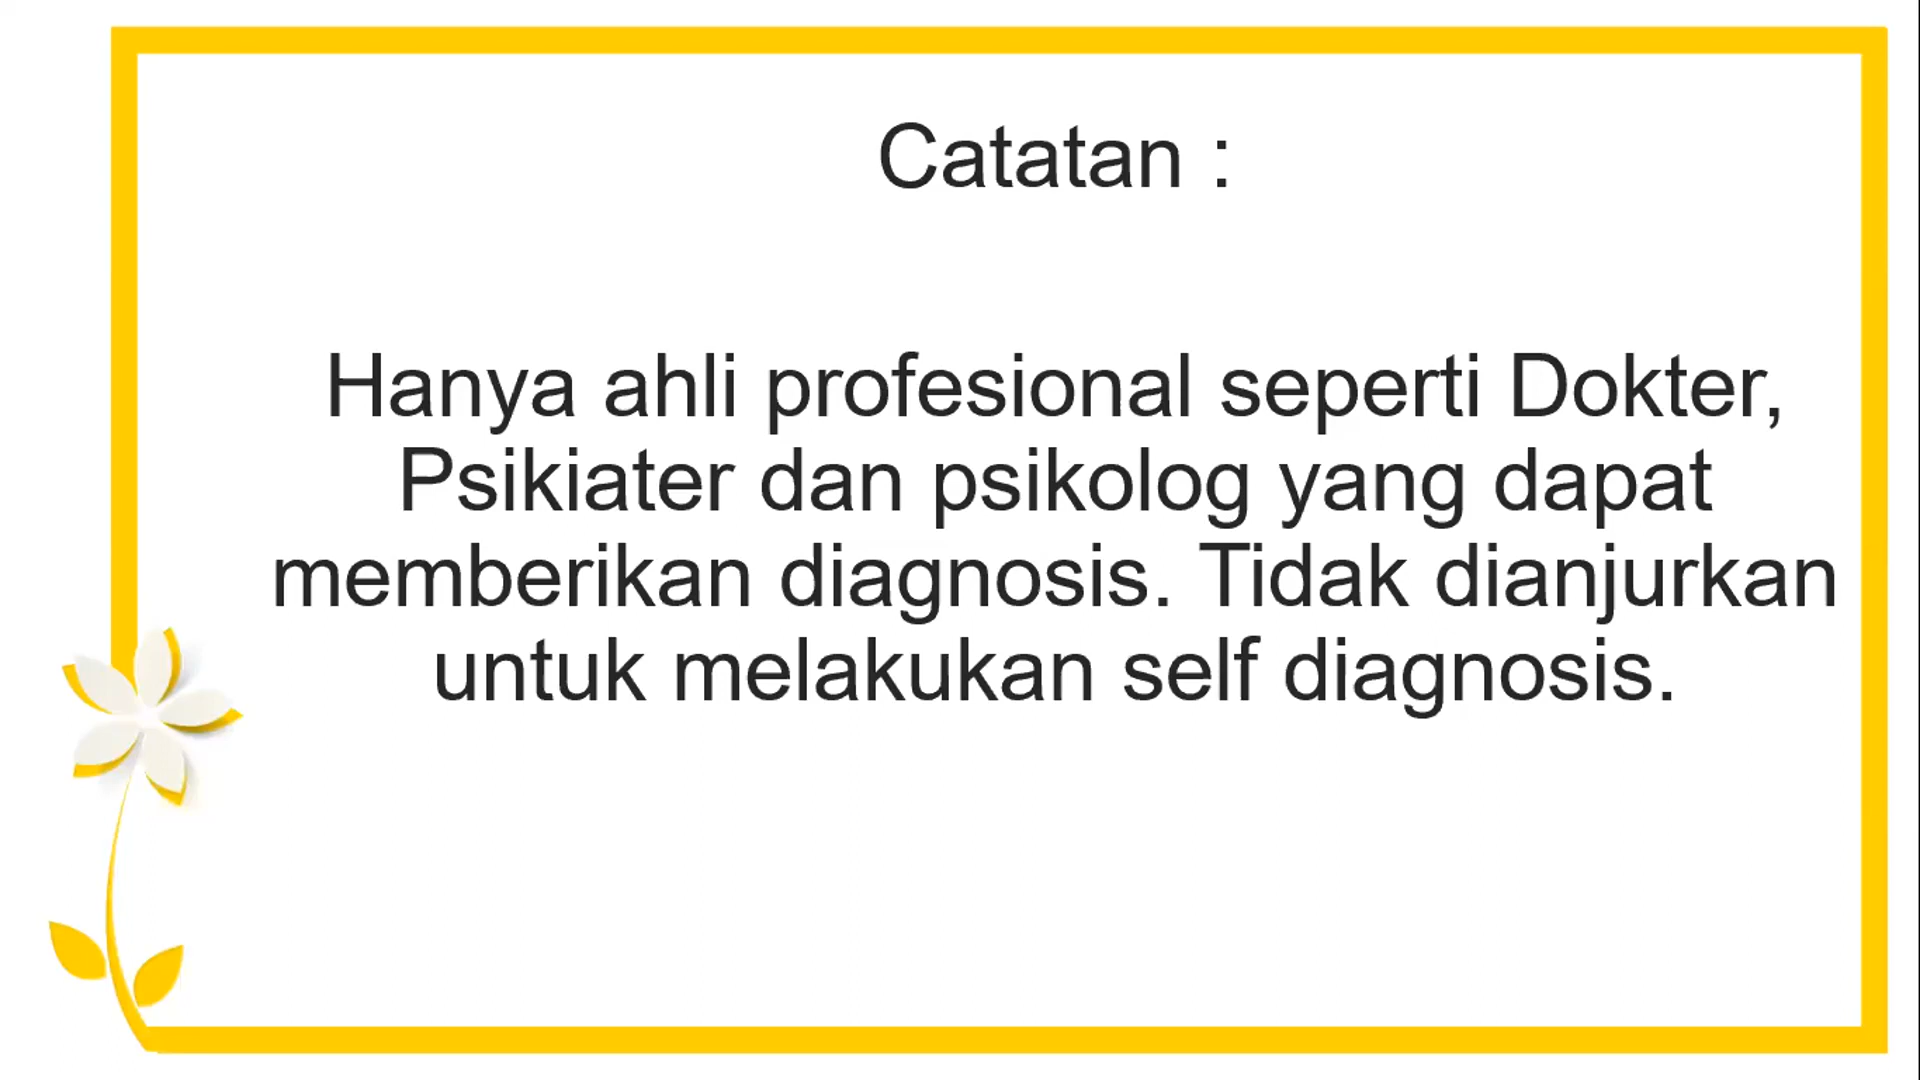 Catatan :
Hanya ahli profesional seperti Dokter,
Psikiater dan psikolog yang dapat
memberikan diagnosis. Tidak dianjurkan
untuk melakukan self diagnosis.